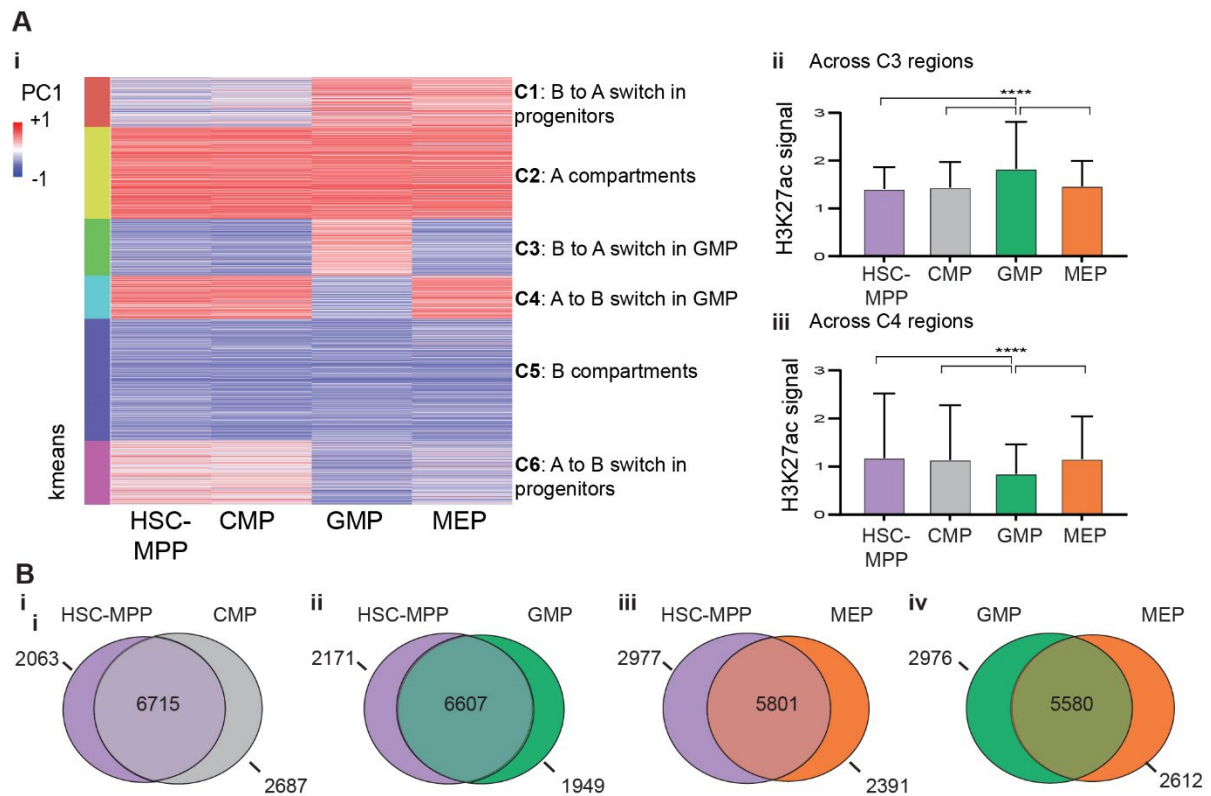 A
i
PC1
+1
-1
kmeans
C1: B to A switch in
progenitors
C2: A compartments
C3: B to A switch in GMP
C4: A to B switch in GMP
C5: B compartments
C6: A to B switch in
progenitors
HSC-
MPP
CMP
GMP
MEP
ii Across C3 regions
****
H3K27ac signal
3
2
1
0
HSC-
MPP
CMP
GMP
MEP
iii Across C4 regions
****
H3K27ac signal
3
2
1
0
HSC-
MPP
CMP
GMP
MEP
B
i
i
HSC-MPP
CMP
2063
6715
2687
ii
HSC-MPP
GMP
2171
6607
1949
iii
HSC-MPP
MEP
2977
5801
2391
iv
GMP
MEP
2976
5580
2612